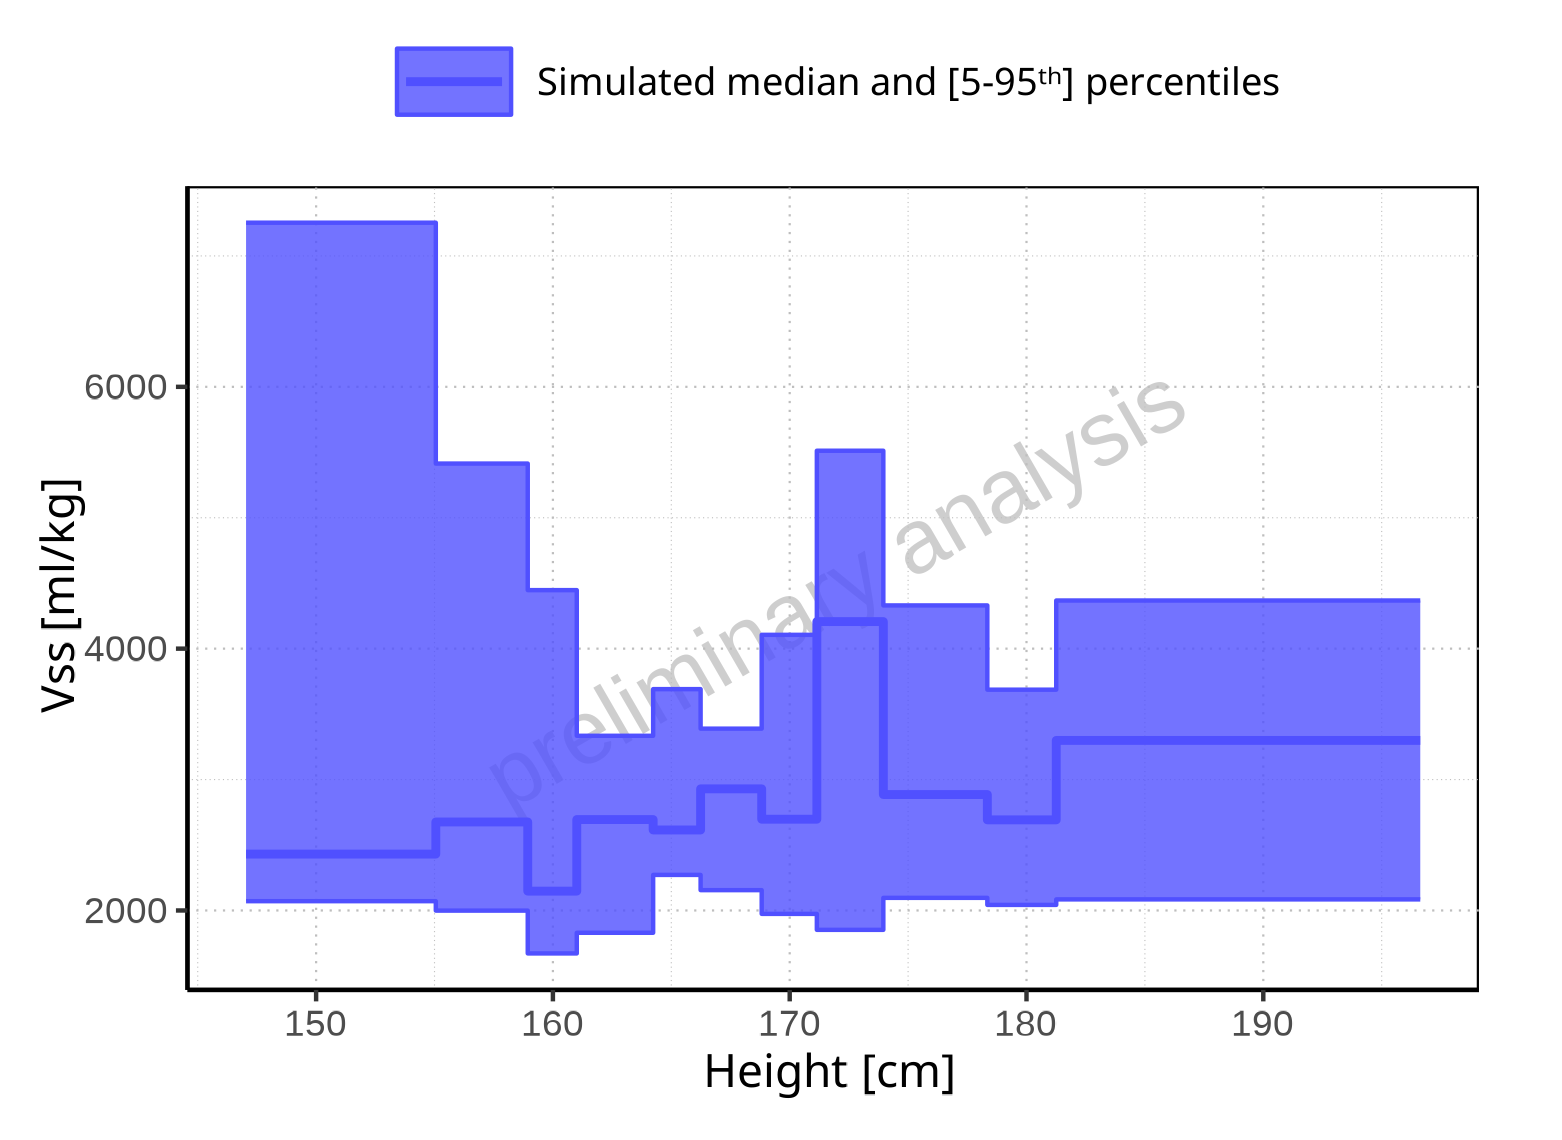 Simulated median and [5-95ᵗʰ] percentiles
6000
4000
2000
Vss [ml/kg]
preliminary analysis
150 160 170 180 190
Height [cm]